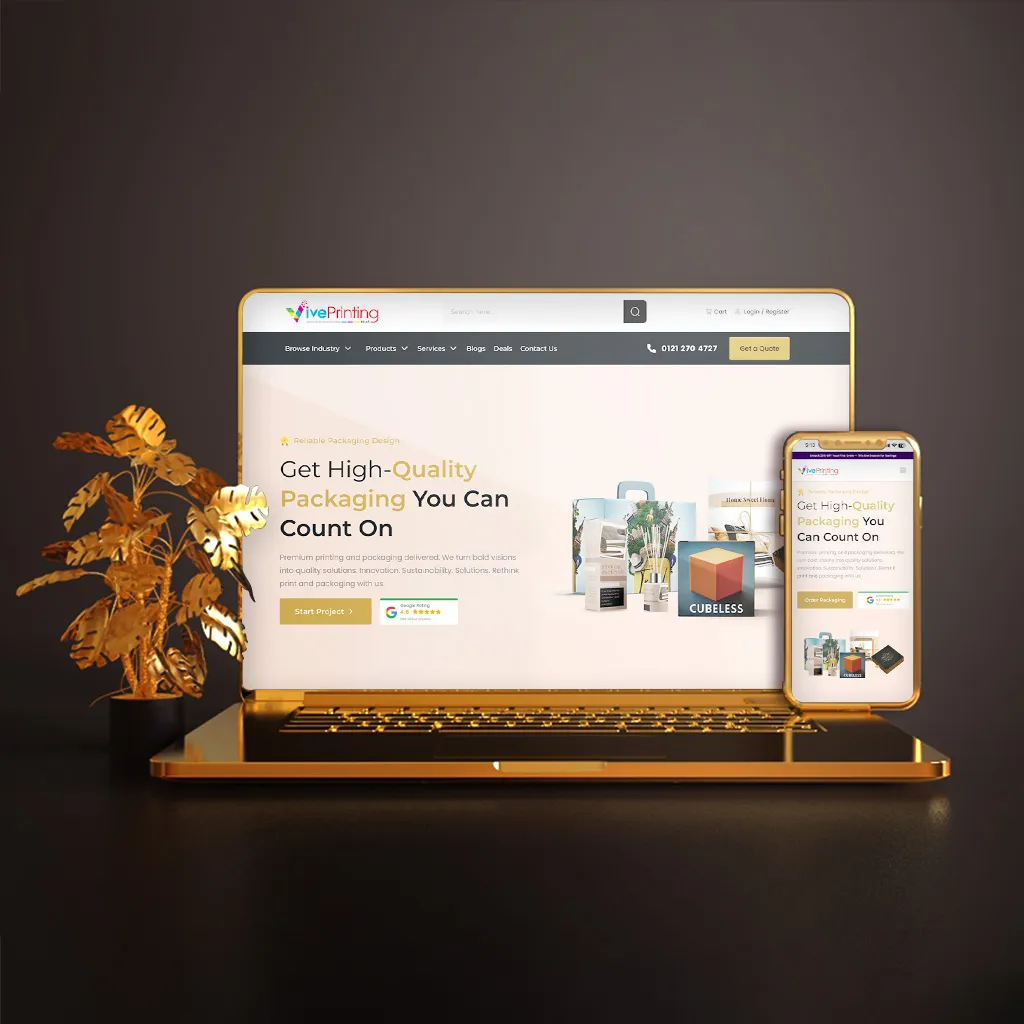 VivePrinting
Search here...
Cart
Login / Register
Browse Industry
Products
Services
Blogs
Deals
Contact Us
0121 270 4727
Get a Quote
Reliable Packaging Design
Get High-Quality
Packaging You Can
Count On
Premium printing and packaging delivered. We turn bold visions
into quality solutions. Innovation. Sustainability. Solutions. Rethink
print and packaging with us.
Start Project
Google Rating
4.8
Home Sweet Home
CUBELESS
VivePrinting
Reliable Packaging Design
Get High-Quality
Packaging You
Can Count On
Premium printing and packaging delivered. We
turn bold visions into quality solutions.
Innovation. Sustainability. Solutions. Rethink
print and packaging with us.
Order Packaging
CUBELESS